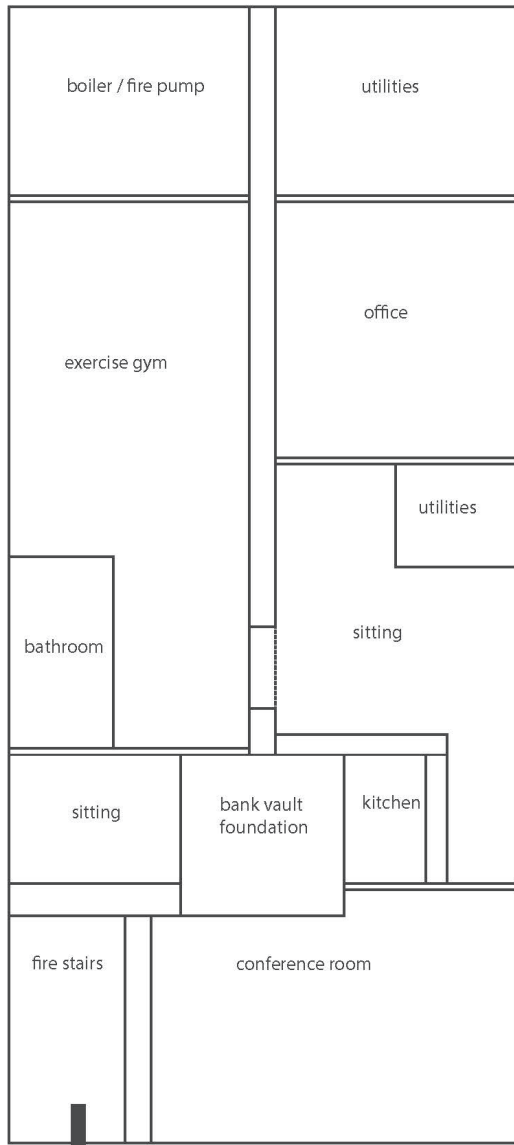 boiler / fire pump
utilities
office
exercise gym
utilities
sitting
bathroom
sitting
bank vault
foundation
kitchen
fire stairs
conference room